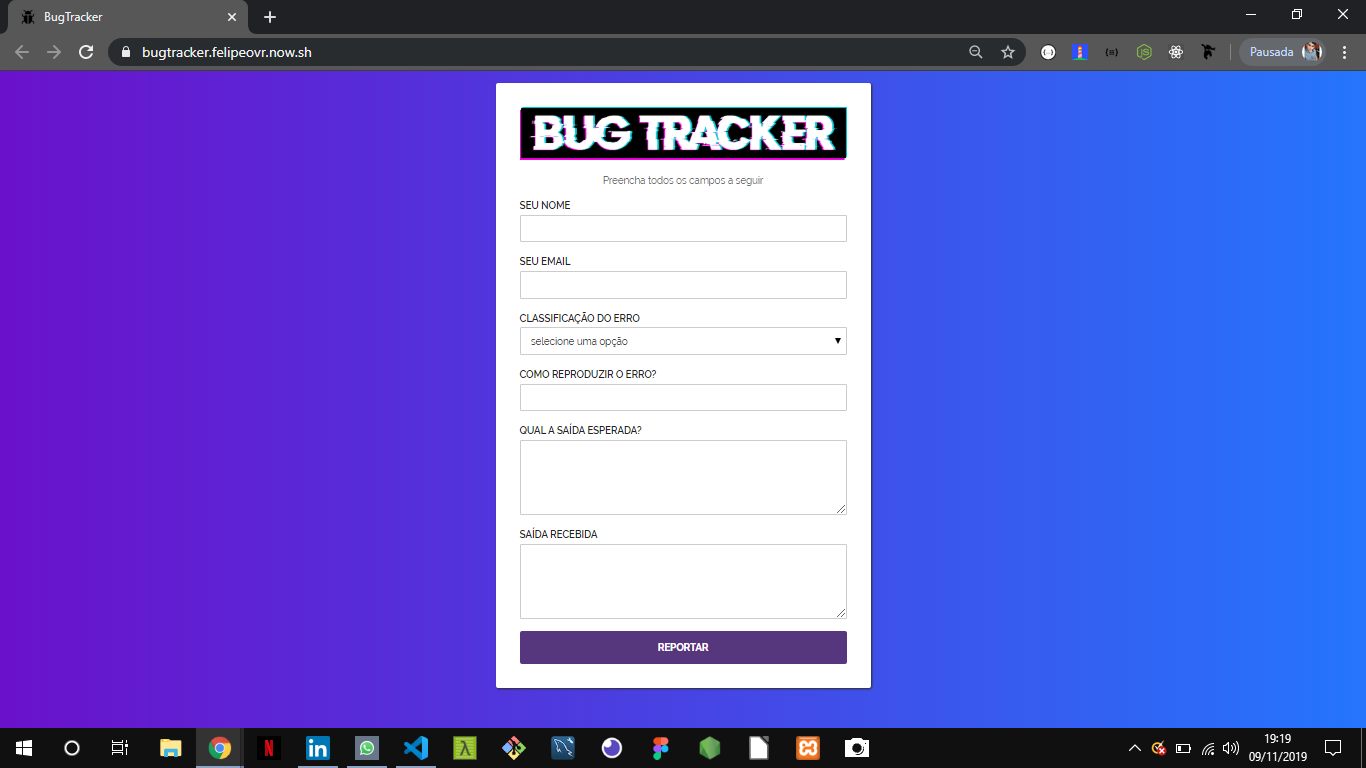 BugTracker
bugtracker.felipeovr.now.sh
Pausada
BUG TRACKER
Preencha todos os campos a seguir
SEU NOME
SEU EMAIL
CLASSIFICAÇÃO DO ERRO
selecione uma opção
COMO REPRODUZIR O ERRO?
QUAL A SAÍDA ESPERADA?
SAÍDA RECEBIDA
REPORTAR
19:19
09/11/2019